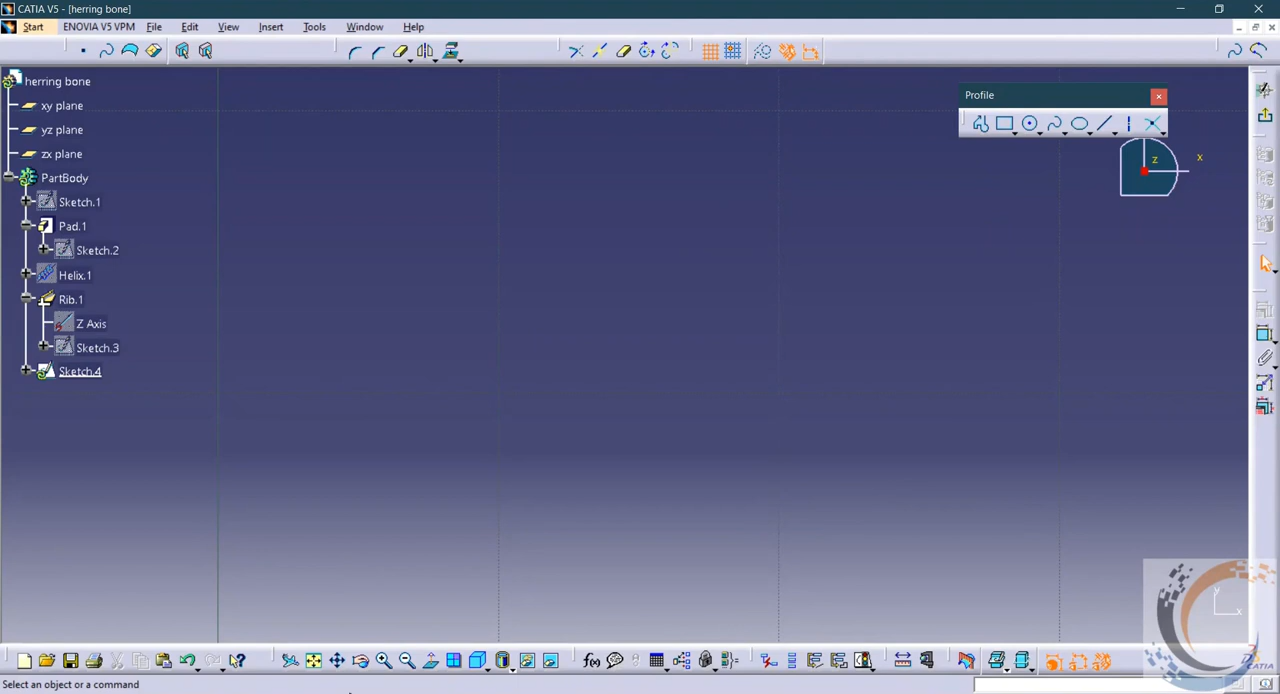 CATIA V5 - [herring bone]
Start ENOVIA V5 VPM File Edit View Insert Tools Window Help
herring bone
xy plane
yz plane
zx plane
PartBody
Sketch.1
Pad.1
Sketch.2
Helix.1
Rib.1
Z Axis
Sketch.3
Sketch.4
Profile
z
x
y
x
f(x)
CATIA
Select an object or a command